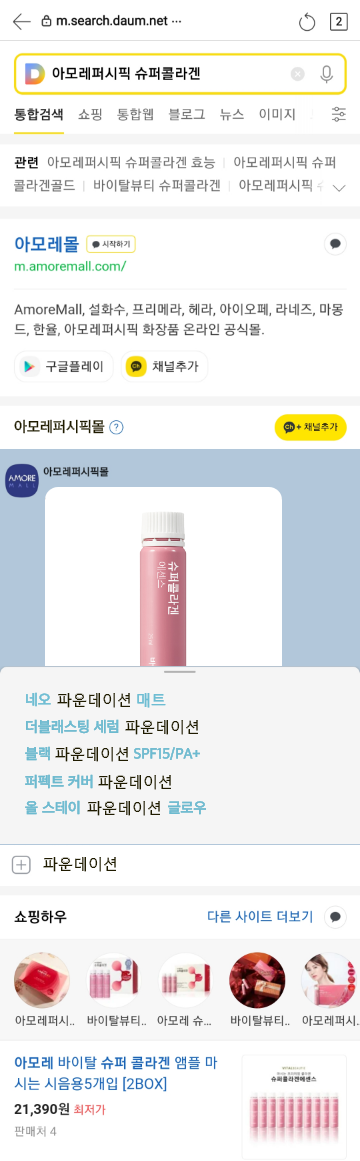 m.search.daum.net ...
2
아모레퍼시픽 슈퍼콜라겐
통합검색 쇼핑 통합웹 블로그 뉴스 이미지
관련 아모레퍼시픽 슈퍼콜라겐 효능 아모레퍼시픽 슈퍼
콜라겐골드 바이탈뷰티 슈퍼콜라겐 아모레퍼시픽
아모레몰 시작하기
m.amoremall.com/
AmoreMall, 설화수, 프리메라, 헤라, 아이오페, 라네즈, 마몽
드, 한율, 아모레퍼시픽 화장품 온라인 공식몰.
구글플레이 Ch 채널추가
아모레퍼시픽몰 ? Ch+ 채널추가
AMORE
MALL
아모레퍼시픽몰
슈퍼콜라겐
에센스
네오 파운데이션 매트
더블래스팅 세럼 파운데이션
블랙 파운데이션 SPF15/PA+
퍼펙트 커버 파운데이션
올 스테이 파운데이션 글로우
파운데이션
쇼핑하우 다른 사이트 더보기
아모레퍼시.. 바이탈뷰티.. 아모레 슈... 바이탈뷰티.. 아모레퍼시..
아모레 바이탈 슈퍼 콜라겐 앰플 마
시는 시음용5개입 [2BOX]
21,390원 최저가
판매처 4
슈퍼콜라겐에센스